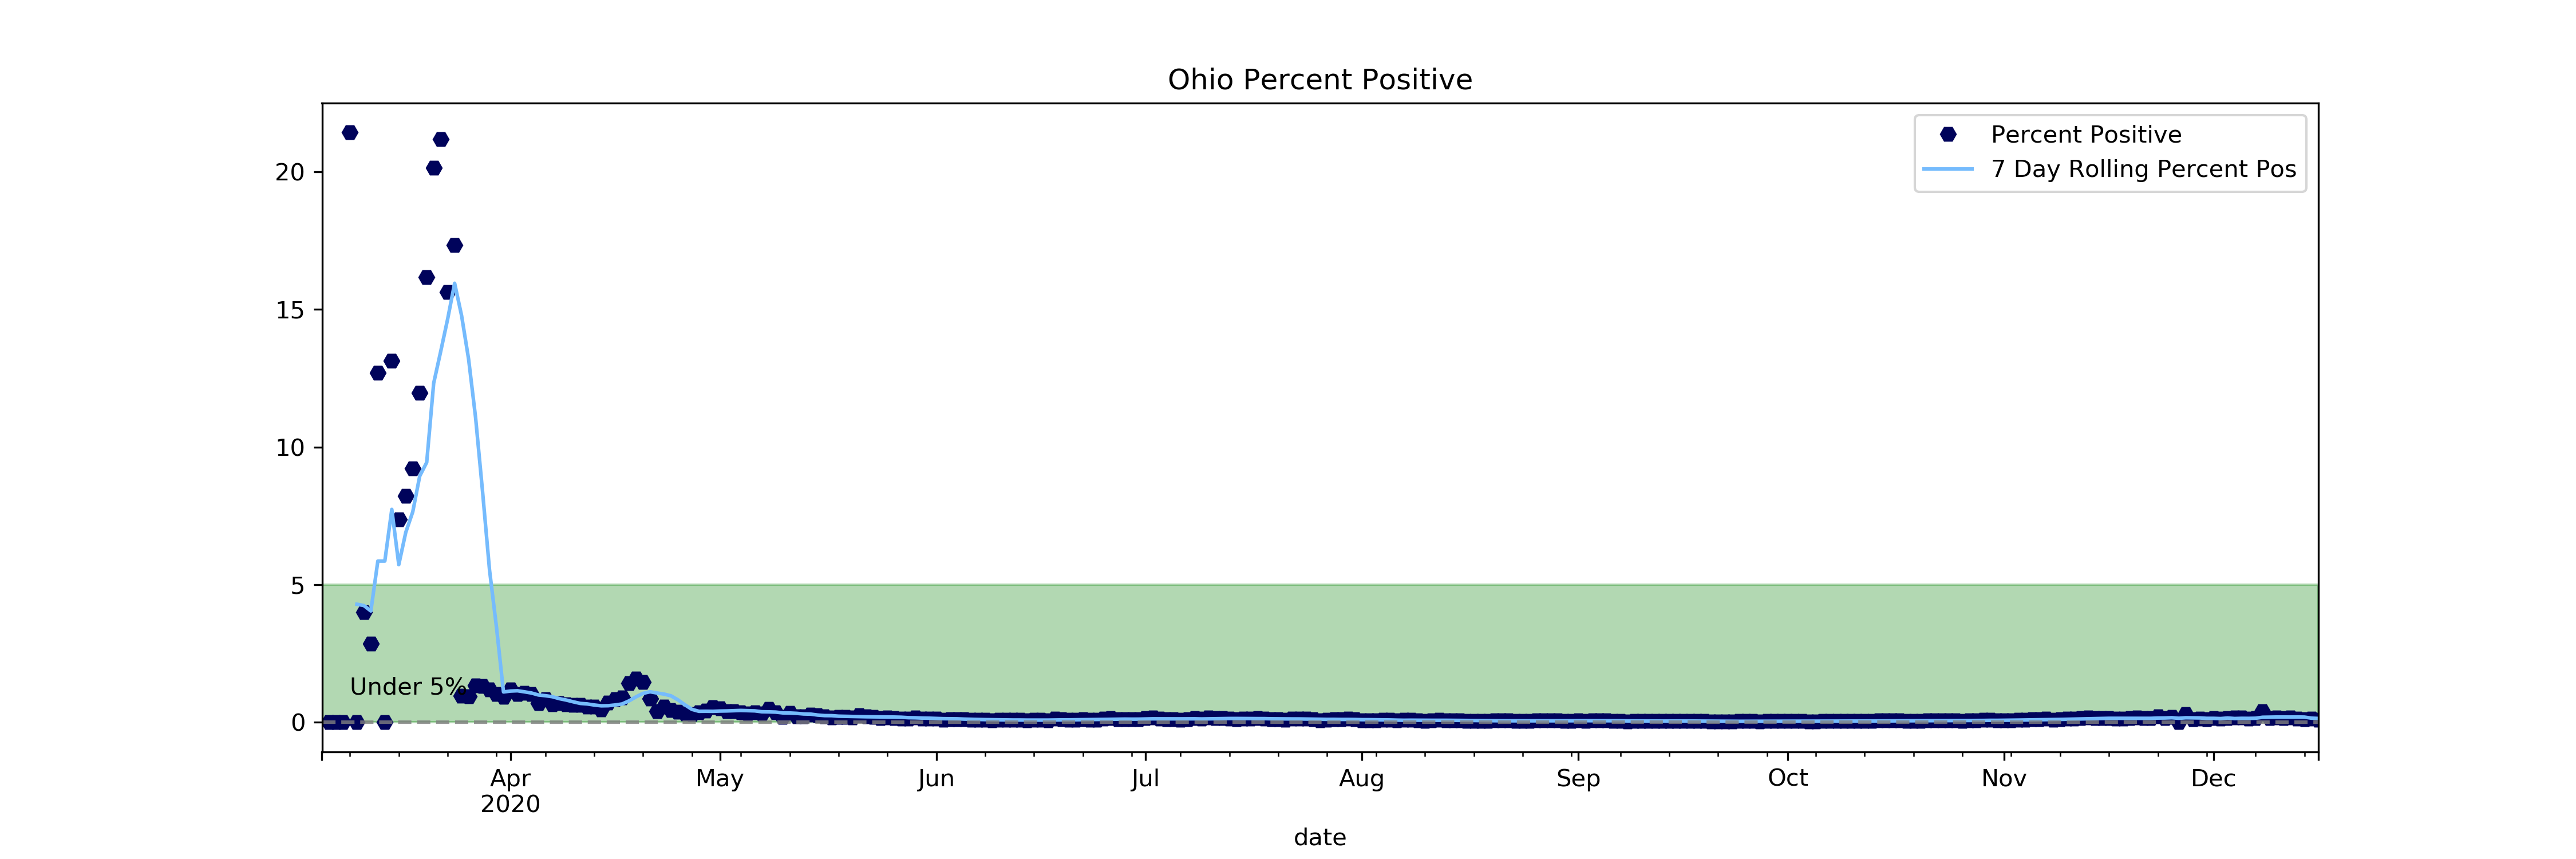 Ohio Percent Positive
Percent Positive
7 Day Rolling Percent Pos
20
15
10
5
0
Under 5%
Apr
2020
May
Jun
Jul
Aug
Sep
Oct
Nov
Dec
date